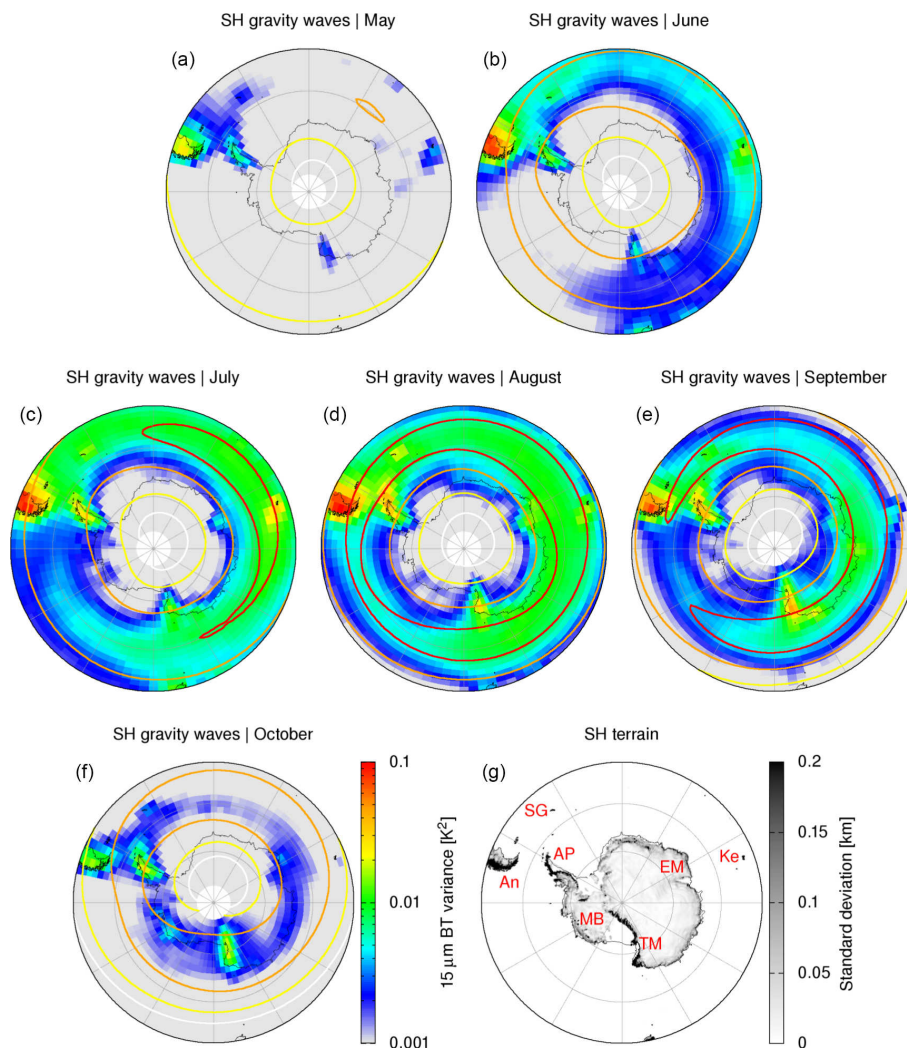 SH gravity waves | May
SH gravity waves | June
(a)
(b)
SH gravity waves | July
SH gravity waves | August
SH gravity waves | September
(c)
(d)
(e)
SH gravity waves | October
SH terrain
(f)
0.1
0.01
0.001
15 µm BT variance [K²]
(g)
SG
AP
An
EM
Ke
MB
TM
0.2
0.15
0.1
0.05
0
Standard deviation [km]